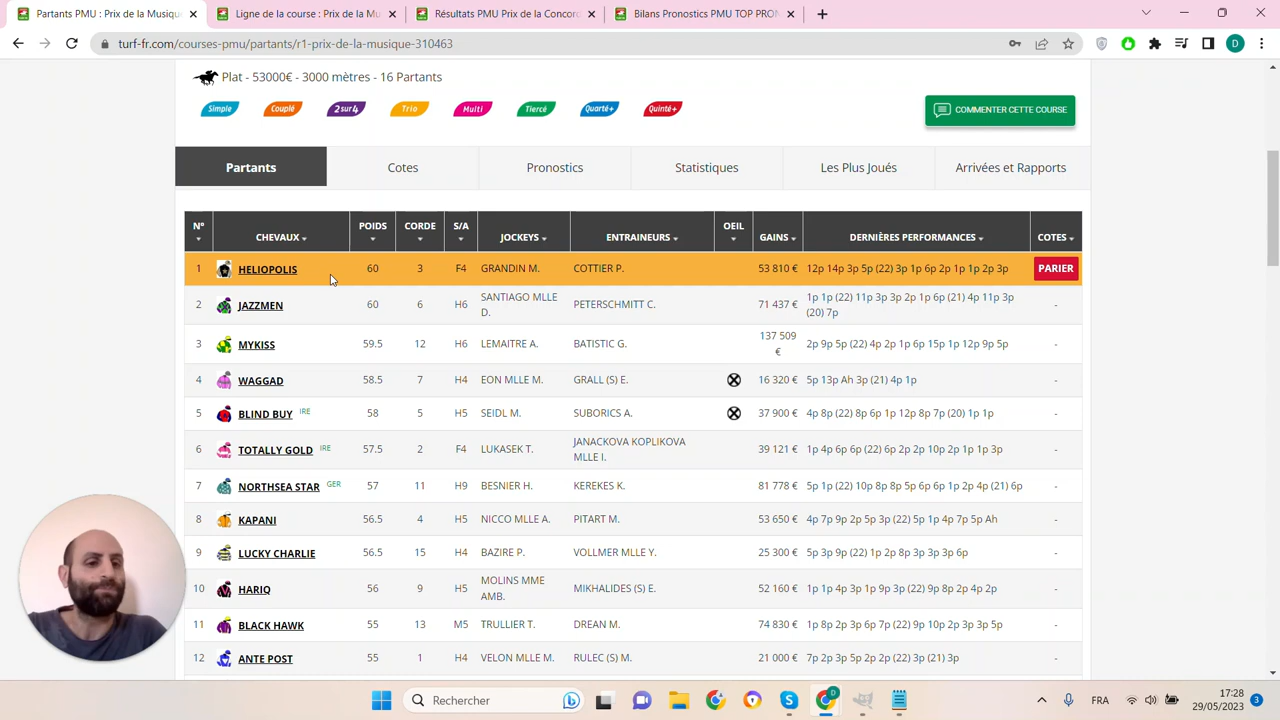 Partants PMU : Prix de la Musiqu
Ligne de la course : Prix de la Mu
Résultats PMU Prix de la Concord
Bilans Pronostics PMU TOP PRON
turf-fr.com/courses-pmu/partants/r1-prix-de-la-musique-310463
D
Plat - 53000€ - 3000 mètres - 16 Partants
Simple Couplé 2sur4 Trio Multi Tiercé Quarté+ Quinté+
COMMENTER CETTE COURSE
Partants Cotes Pronostics Statistiques Les Plus Joués Arrivées et Rapports
N° CHEVAUX POIDS CORDE S/A JOCKEYS ENTRAINEURS OEIL GAINS DERNIÈRES PERFORMANCES COTES
1 HELIOPOLIS 60 3 F4 GRANDIN M. COTTIER P. 53 810 € 12p 14p 3p 5p (22) 3p 1p 6p 2p 1p 1p 2p 3p PARIER
2 JAZZMEN 60 6 H6 SANTIAGO MLLE D. PETERSCHMITT C. 71 437 € 1p 1p (22) 11p 3p 3p 2p 1p 6p (21) 4p 11p 3p (20) 7p -
3 MYKISS 59.5 12 H6 LEMAITRE A. BATISTIC G. 137 509 € 2p 9p 5p (22) 4p 2p 1p 6p 15p 1p 12p 9p 5p -
4 WAGGAD 58.5 7 H4 EON MLLE M. GRALL (S) E. 16 320 € 5p 13p Ah 3p (21) 4p 1p -
5 BLIND BUY IRE 58 5 H5 SEIDL M. SUBORICS A. 37 900 € 4p 8p (22) 8p 6p 1p 12p 8p 7p (20) 1p 1p -
6 TOTALLY GOLD IRE 57.5 2 F4 LUKASEK T. JANACKOVA KOPLIKOVA MLLE I. 39 121 € 1p 4p 6p 6p (22) 6p 2p 2p 10p 2p 1p 1p 3p -
7 NORTHSEA STAR GER 57 11 H9 BESNIER H. KEREKES K. 81 778 € 5p 1p (22) 10p 8p 8p 5p 6p 6p 1p 2p 4p (21) 6p -
8 KAPANI 56.5 4 H5 NICCO MLLE A. PITART M. 53 650 € 4p 7p 9p 2p 5p 3p (22) 5p 1p 4p 7p 5p Ah -
9 LUCKY CHARLIE 56.5 15 H4 BAZIRE P. VOLLMER MLLE Y. 25 300 € 5p 3p 9p (22) 1p 2p 8p 3p 3p 3p 6p -
10 HARIQ 56 9 H5 MOLINS MME AMB. MIKHALIDES (S) E. 52 160 € 1p 1p 4p 3p 1p 9p 3p (22) 9p 8p 2p 4p 2p -
11 BLACK HAWK 55 13 M5 TRULLIER T. DREAN M. 74 830 € 1p 8p 2p 3p 6p 7p (22) 9p 10p 2p 3p 3p 5p -
12 ANTE POST 55 1 H4 VELON MLLE M. RULEC (S) M. 21 000 € 7p 2p 3p 5p 2p 2p (22) 3p (21) 3p -
Rechercher
FRA
17:28
29/05/2023
3